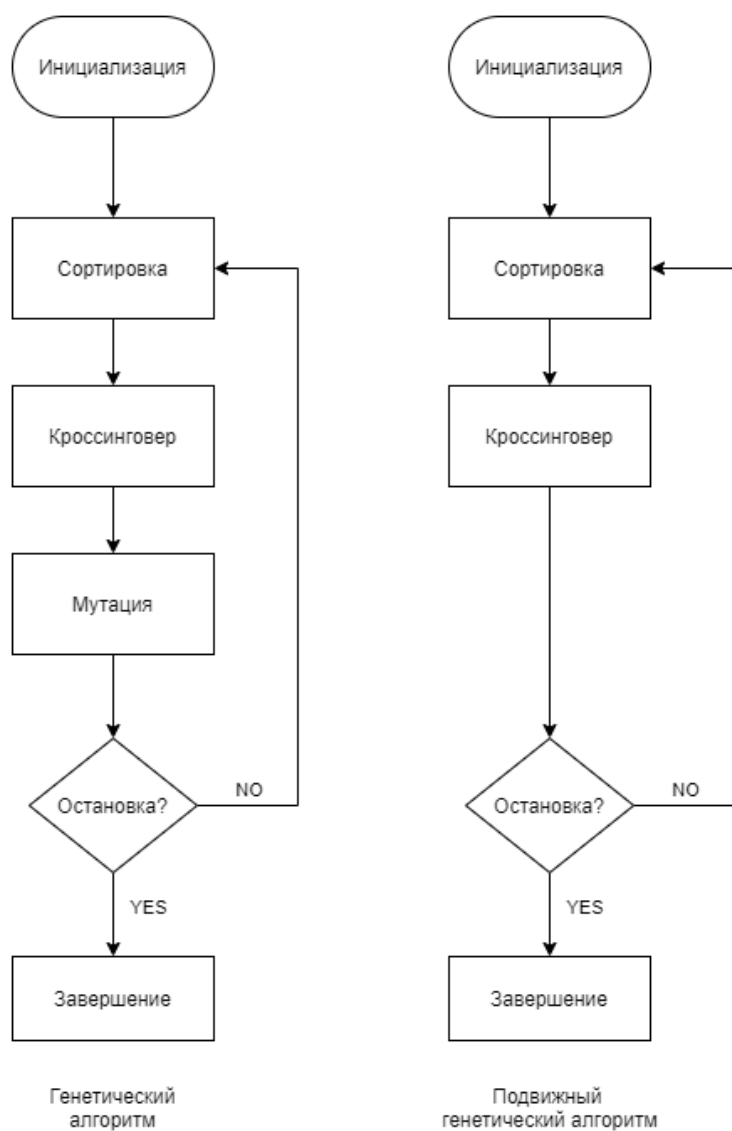 Инициализация
Сортировка
Кроссинговер
Мутация
Остановка?
NO
YES
Завершение
Генетический
алгоритм
Инициализация
Сортировка
Кроссинговер
Остановка?
NO
YES
Завершение
Подвижный
генетический алгоритм